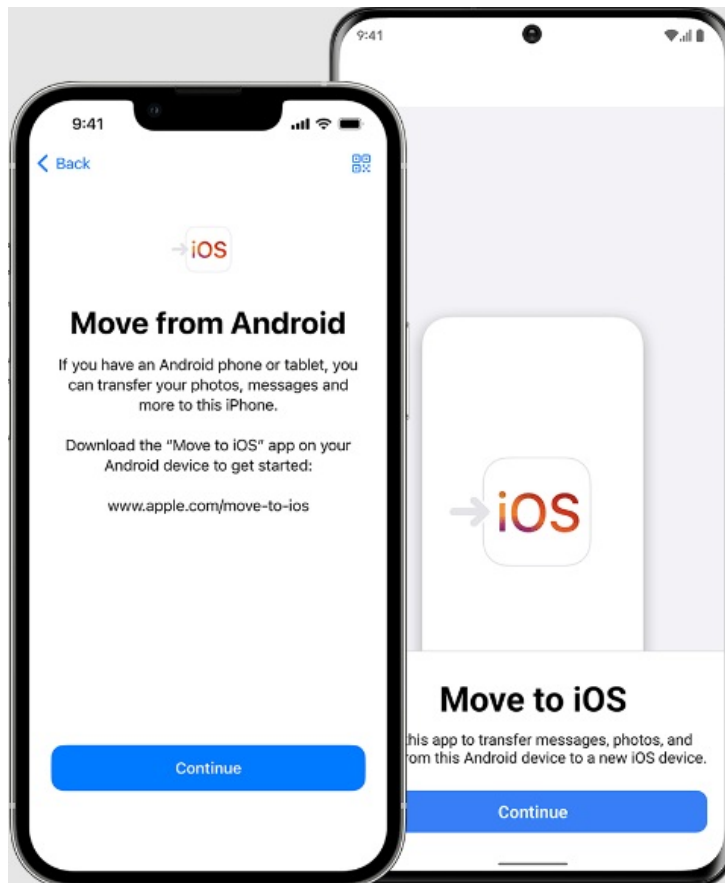 9:41
Back
iOS
Move from Android
If you have an Android phone or tablet, you
can transfer your photos, messages and
more to this iPhone.
Download the “Move to iOS” app on your
Android device to get started:
www.apple.com/move-to-ios
Continue
9:41
iOS
Move to iOS
this app to transfer messages, photos, and
from this Android device to a new iOS device.
Continue